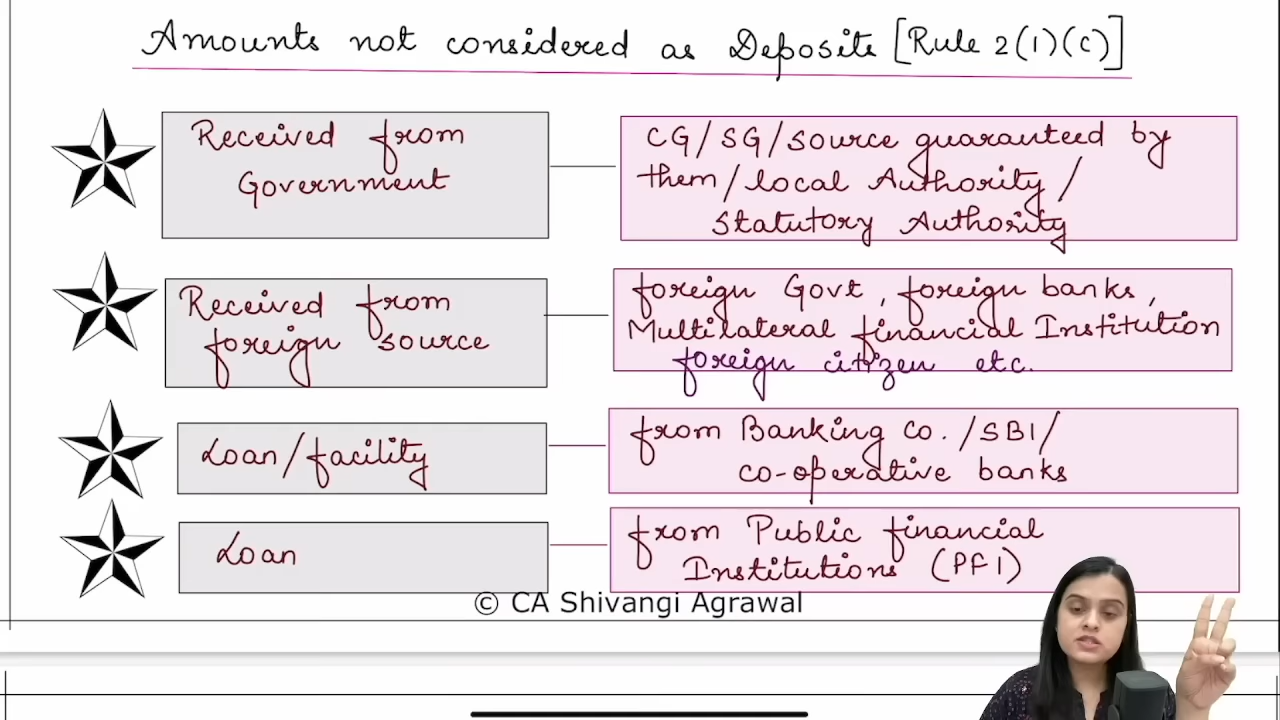 Amounts not considered as Deposite [Rule 2(1)(c)]
Received from
Government
CG/SG/source guaranteed by
them/local Authority/
Statutory Authority
Received from
foreign source
foreign Govt, foreign banks,
Multilateral financial Institution
foreign citizen etc.
Loan/facility
from Banking Co./SBI/
co-operative banks
Loan
from Public financial
Institutions (PFI)
© CA Shivangi Agrawal